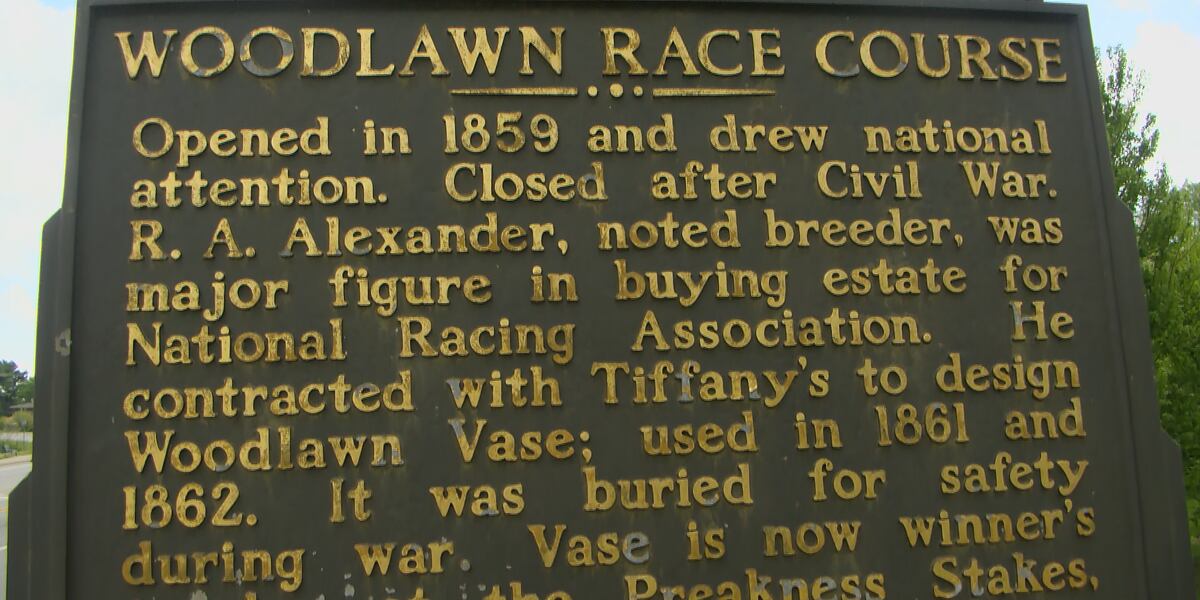 WOODLAWN RACE COURSE
Opened in 1859 and drew national
attention. Closed after Civil War.
R. A. Alexander, noted breeder, was
major figure in buying estate for
National Racing Association. He
contracted with Tiffany's to design
Woodlawn Vase; used in 1861 and
1862. It was buried for safety
during war. Vase is now winner's
the Preakness Stakes,